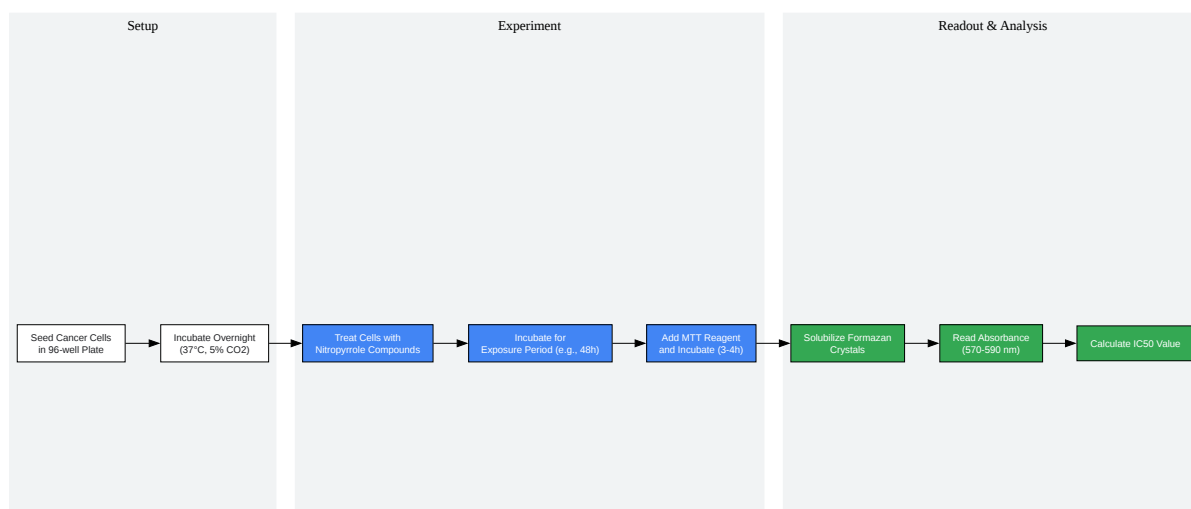 Setup
Experiment
Readout & Analysis
Seed Cancer Cells
in 96-well Plate
Incubate Overnight
(37°C, 5% CO2)
Treat Cells with
Nitropyrrole Compounds
Incubate for
Exposure Period (e.g., 48h)
Add MTT Reagent
and Incubate (3-4h)
Solubilize Formazan
Crystals
Read Absorbance
(570-590 nm)
Calculate IC50 Value